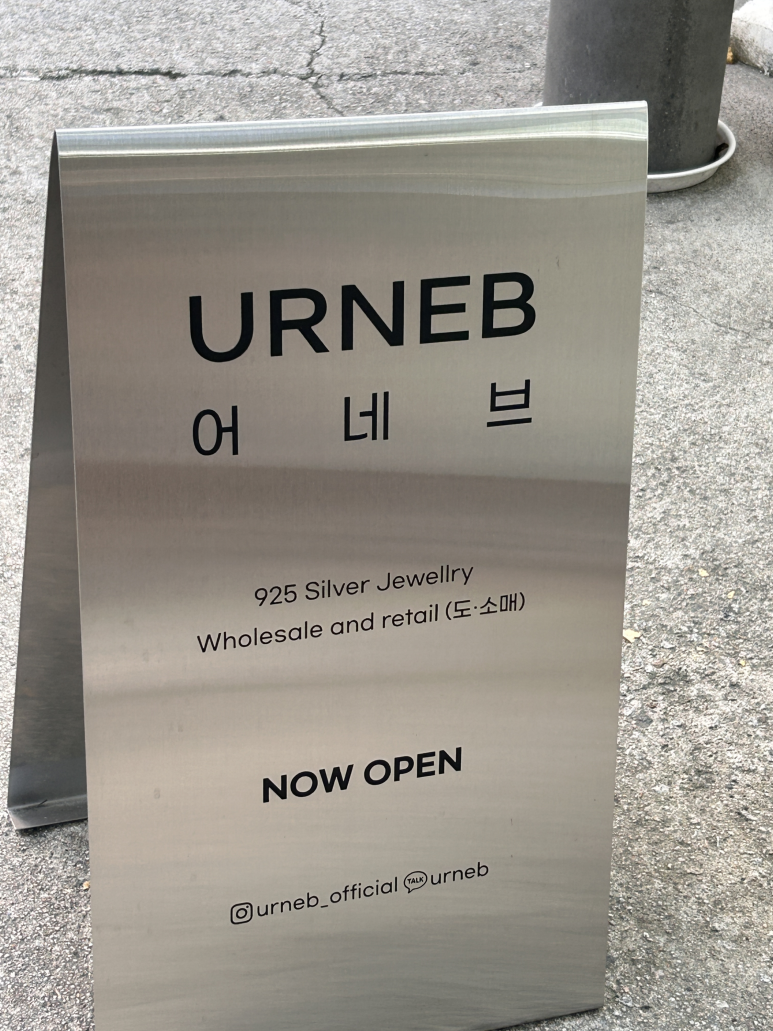 URNEB
어 네 브
925 Silver Jewellry
Wholesale and retail (도·소매)
NOW OPEN
urneb_official TALK urneb